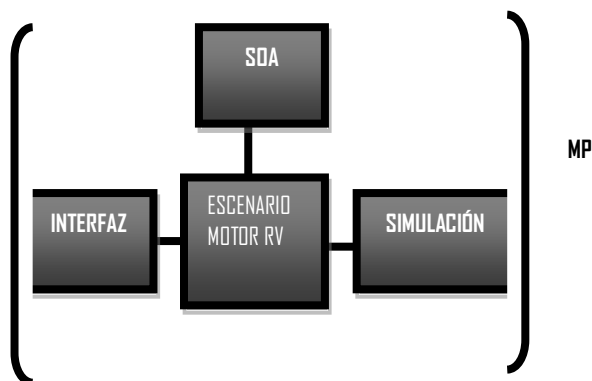 SOA
MP
INTERFAZ
ESCENARIO
MOTOR RV
SIMULACIÓN